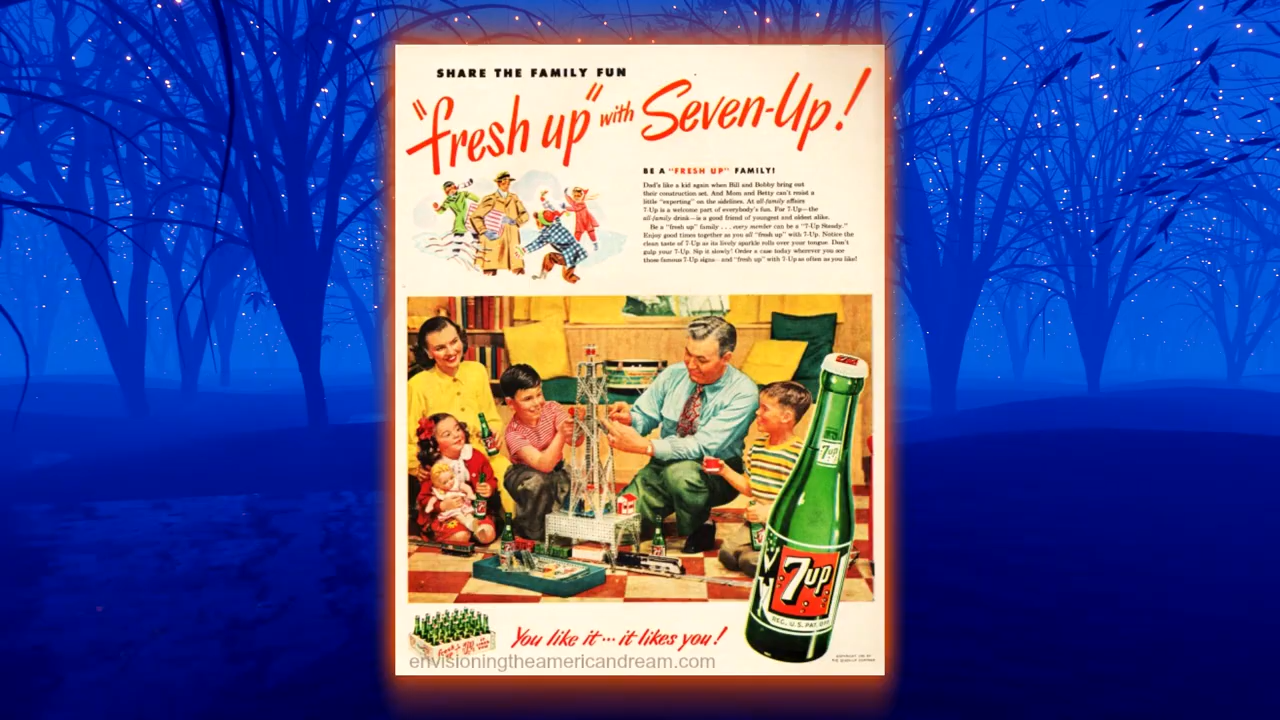 SHARE THE FAMILY FUN
"fresh up" with Seven-Up!
BE A "FRESH UP" FAMILY!
Dad's like a kid again when Bill and Bobby bring out
their construction set. And Mom and Betty can't resist a
little "experting" on the sidelines. At all-family affairs
7-Up is a welcome part of everybody's fun. For 7-Up—the
all-family drink—is a good friend of youngest and oldest alike.
Be a "fresh up" family . . . every member can be a "7-Up Steady."
Enjoy good times together as you all "fresh up" with 7-Up. Notice the
clean taste of 7-Up as its lively sparkle rolls over your tongue. Don't
gulp your 7-Up. Sip it slowly! Order a case today wherever you see
those famous 7-Up signs—and "fresh up" with 7-Up as often as you like!
7up
7up
REG. U.S. PAT. OFF.
You like it... it likes you!
envisioningtheamericandream.com